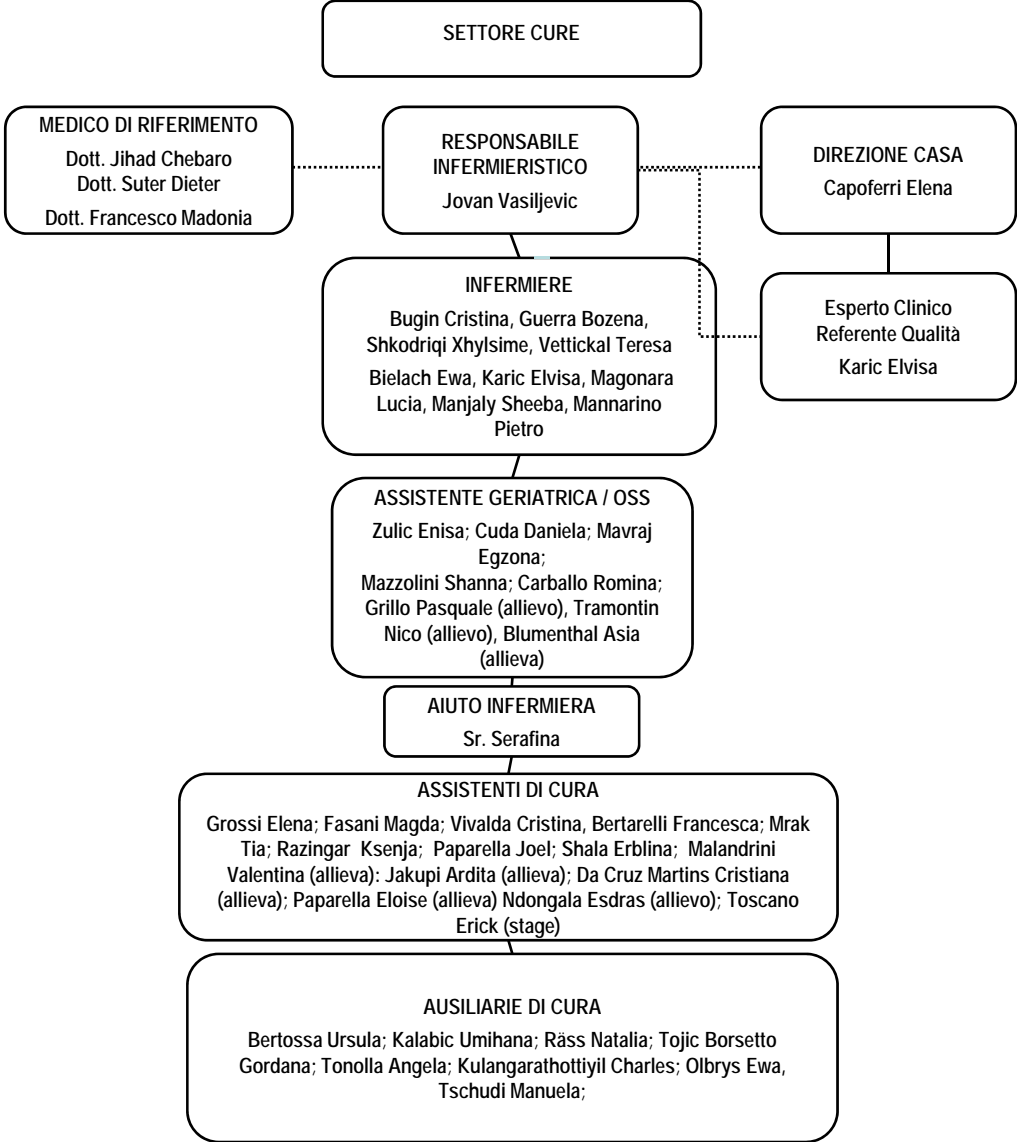 SETTORE CURE
MEDICO DI RIFERIMENTO
Dott. Jihad Chebaro
Dott. Suter Dieter
Dott. Francesco Madonia
RESPONSABILE
INFERMIERISTICO
Jovan Vasiljevic
DIREZIONE CASA
Capoferri Elena
INFERMIERE
Bugin Cristina, Guerra Bozena,
Shkodriqi Xhylsime, Vettickal Teresa
Bielach Ewa, Karic Elvisa, Magonara
Lucia, Manjaly Sheeba, Mannarino
Pietro
Esperto Clinico
Referente Qualità
Karic Elvisa
ASSISTENTE GERIATRICA / OSS
Zulic Enisa; Cuda Daniela; Mavraj
Egzona;
Mazzolini Shanna; Carballo Romina;
Grillo Pasquale (allievo), Tramontin
Nico (allievo), Blumenthal Asia
(allieva)
AIUTO INFERMIERA
Sr. Serafina
ASSISTENTI DI CURA
Grossi Elena; Fasani Magda; Vivalda Cristina, Bertarelli Francesca; Mrak
Tia; Razingar Ksenja; Paparella Joel; Shala Erblina; Malandrini
Valentina (allieva): Jakupi Ardita (allieva); Da Cruz Martins Cristiana
(allieva); Paparella Eloise (allieva) Ndongala Esdras (allievo); Toscano
Erick (stage)
AUSILIARIE DI CURA
Bertossa Ursula; Kalabic Umihana; Räss Natalia; Tojic Borsetto
Gordana; Tonolla Angela; Kulangarathottiyil Charles; Olbrys Ewa,
Tschudi Manuela;